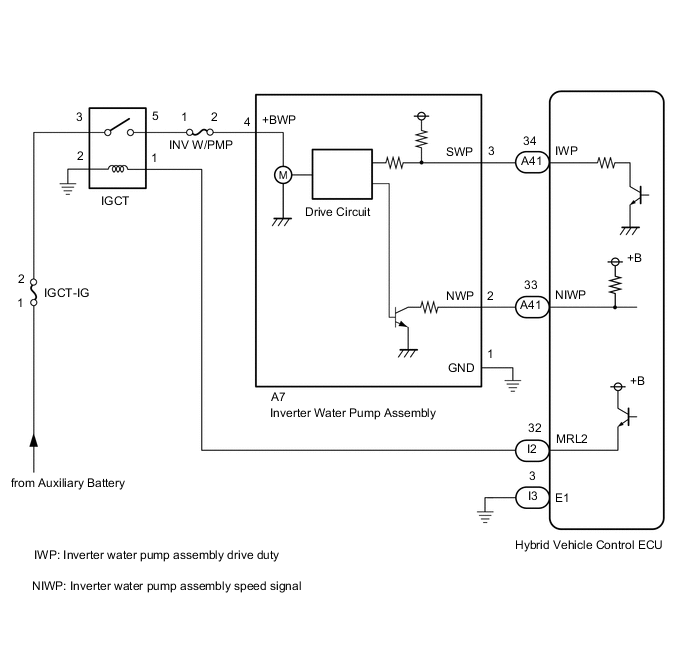 3
5
1
2
INV W/PMP
2
1
IGCT
4
+BWP
M
Drive Circuit
SWP
3
34
A41
IWP
2
1
IGCT-IG
NWP
2
33
A41
NIWP
+B
GND
1
A7
Inverter Water Pump Assembly
+B
32
I2
MRL2
3
I3
E1
from Auxiliary Battery
Hybrid Vehicle Control ECU
IWP: Inverter water pump assembly drive duty
NIWP: Inverter water pump assembly speed signal